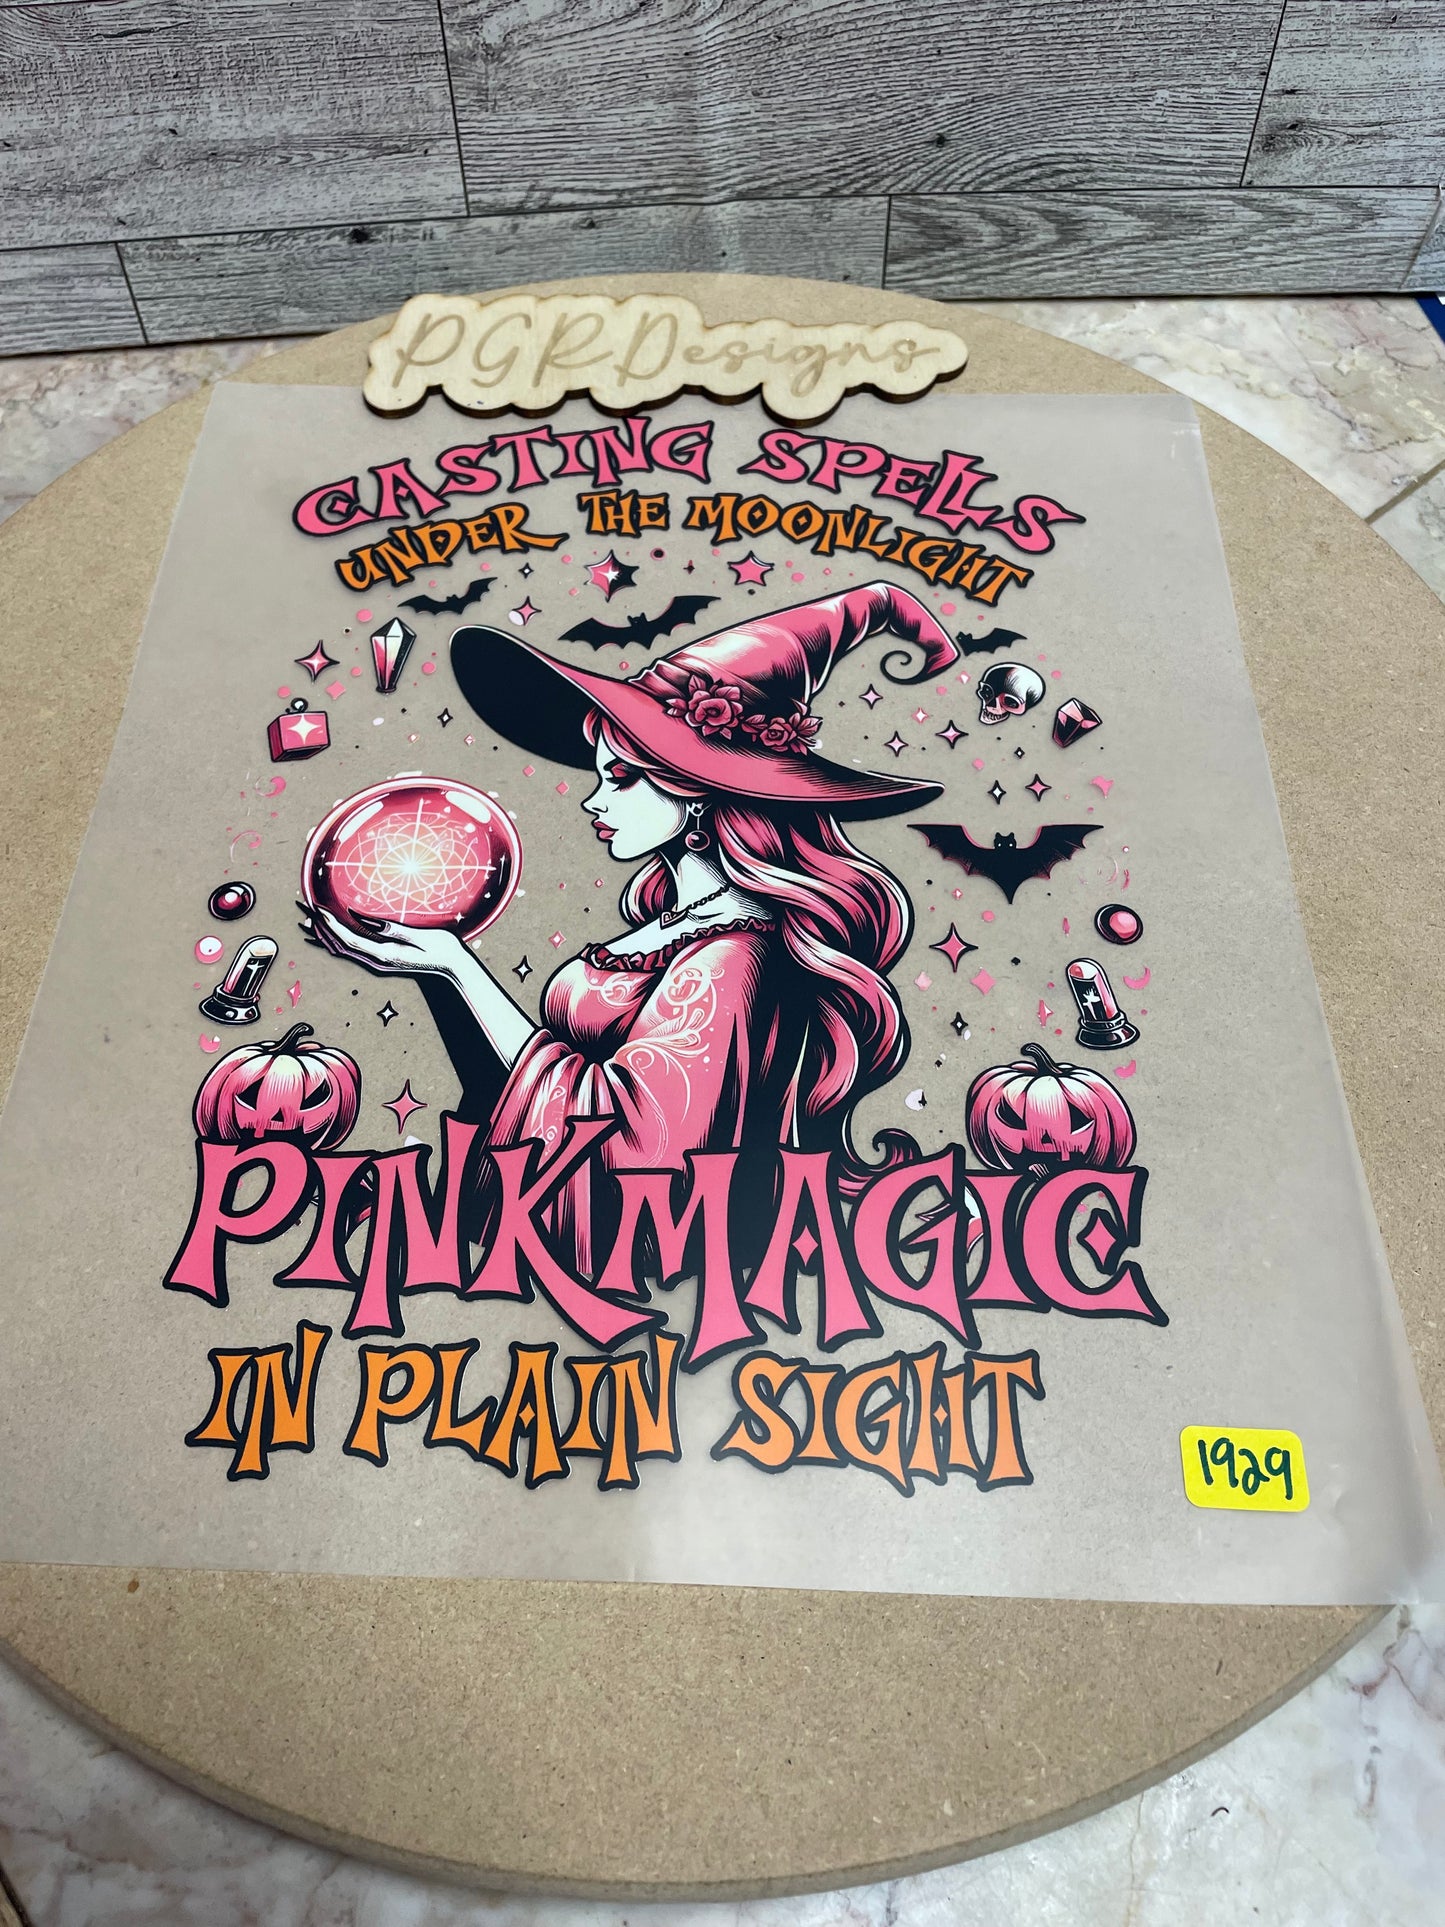 PGRDesigns
CASTING SPELLS
UNDER THE MOONLIGHT
PINKMAGIC
IN PLAIN SIGHT
1929